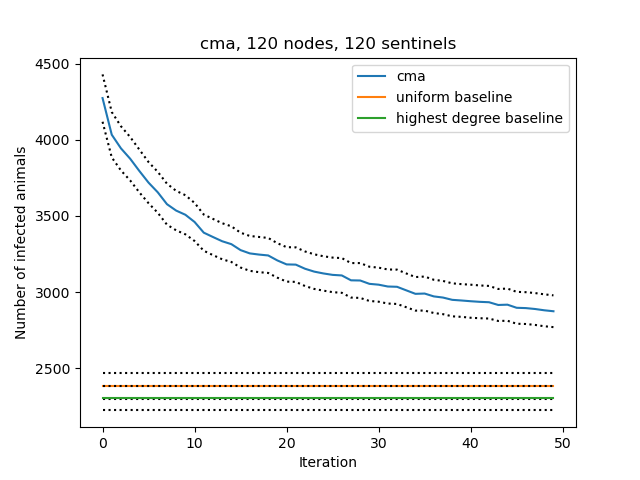 cma, 120 nodes, 120 sentinels
4500
4000
3500
3000
2500
Number of infected animals
cma
uniform baseline
highest degree baseline
0
10
20
30
40
50
Iteration